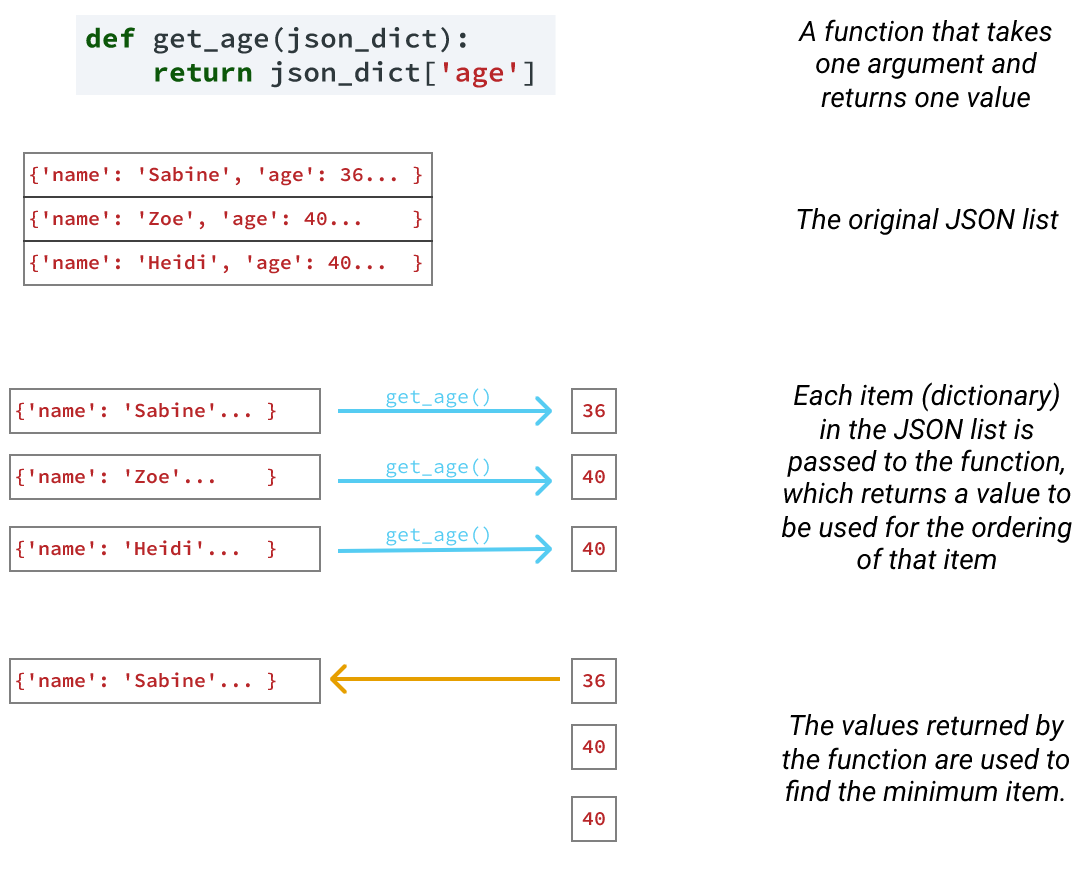 def get_age(json_dict):
    return json_dict['age']
A function that takes
one argument and
returns one value
{'name': 'Sabine', 'age': 36... }
{'name': 'Zoe', 'age': 40...    }
{'name': 'Heidi', 'age': 40...  }
The original JSON list
{'name': 'Sabine'... }
get_age()
36
{'name': 'Zoe'...    }
get_age()
40
{'name': 'Heidi'...  }
get_age()
40
Each item (dictionary)
in the JSON list is
passed to the function,
which returns a value to
be used for the ordering
of that item
{'name': 'Sabine'... }
36
40
40
The values returned by
the function are used to
find the minimum item.